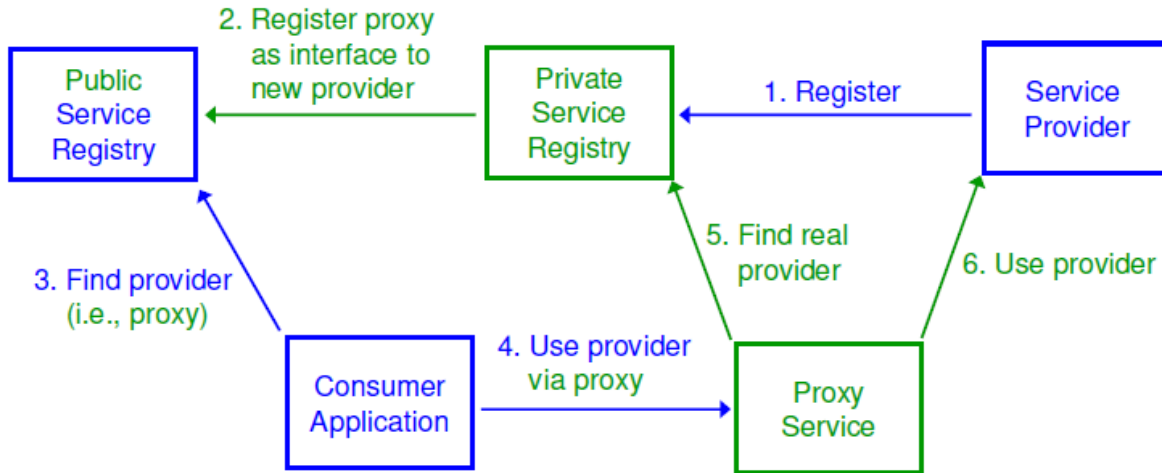 2. Register proxy
as interface to
new provider
Public
Service
Registry
Private
Service
Registry
1. Register
Service
Provider
3. Find provider
(i.e., proxy)
5. Find real
provider
6. Use provider
4. Use provider
via proxy
Consumer
Application
Proxy
Service